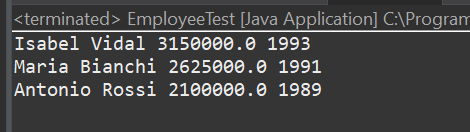 <terminated> EmployeeTest [Java Application] C:\Program
Isabel Vidal 3150000.0 1993
Maria Bianchi 2625000.0 1991
Antonio Rossi 2100000.0 1989